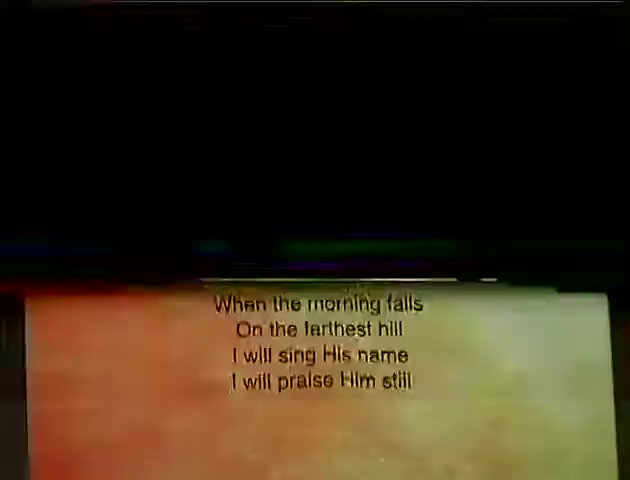 When the morning falls
On the farthest hill
I will sing His name
I will praise Him still